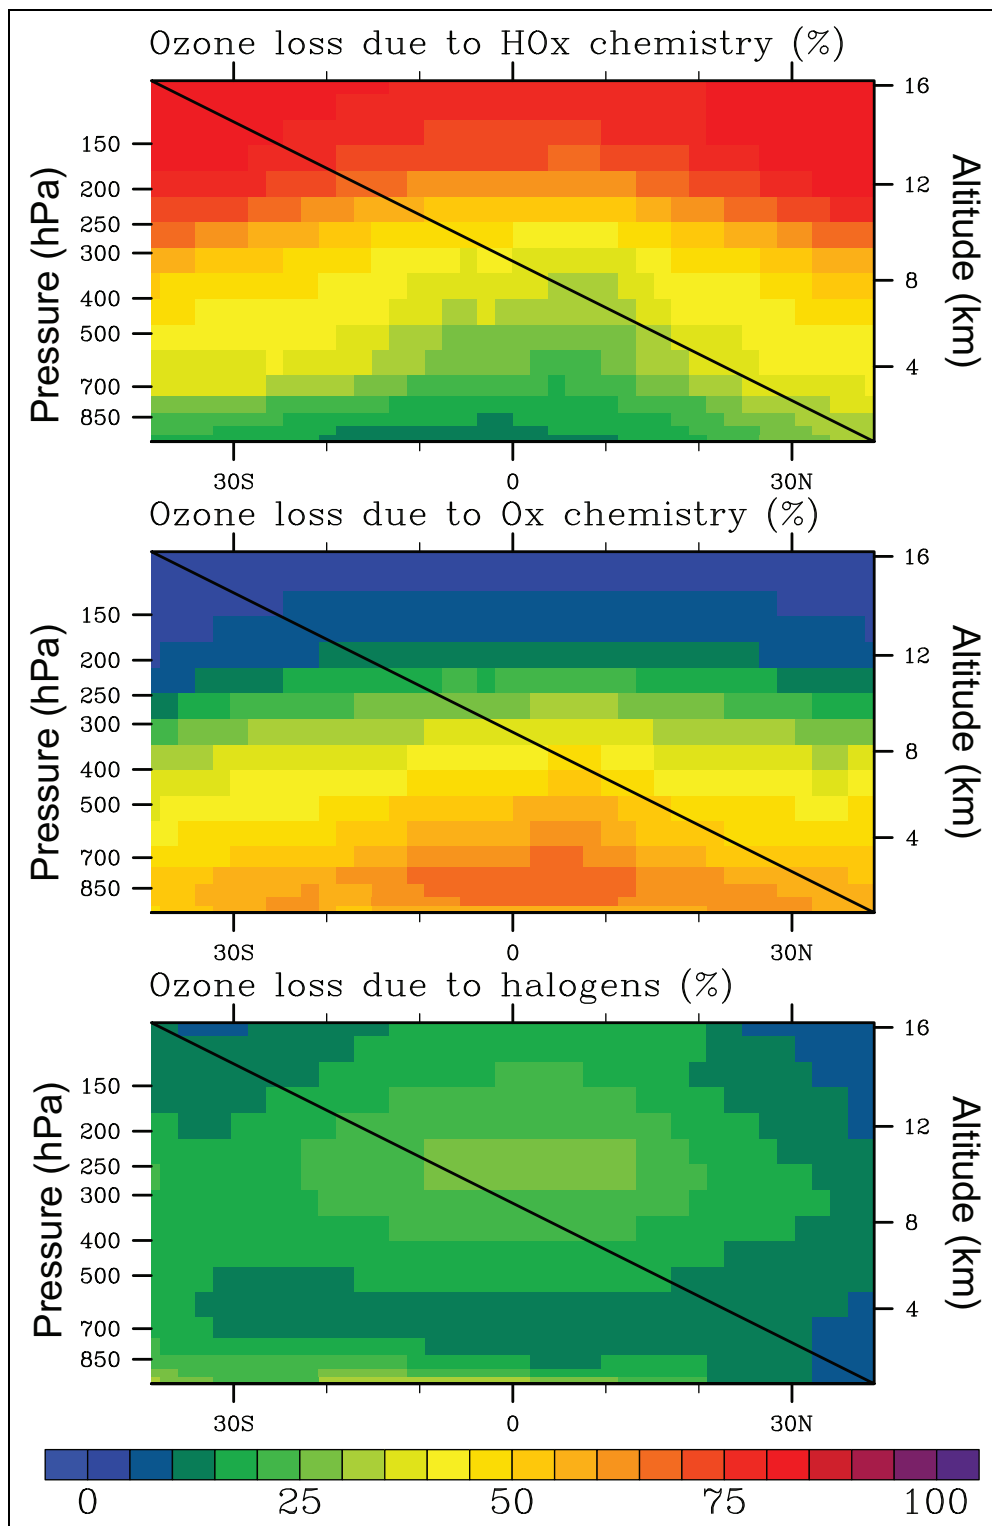 Ozone loss due to HOx chemistry (%)
Pressure (hPa)
150
200
250
300
400
500
700
850
16
12
8
4
Altitude (km)
30S 0 30N
Ozone loss due to Ox chemistry (%)
Pressure (hPa)
150
200
250
300
400
500
700
850
16
12
8
4
Altitude (km)
30S 0 30N
Ozone loss due to halogens (%)
Pressure (hPa)
150
200
250
300
400
500
700
850
16
12
8
4
Altitude (km)
30S 0 30N
0 25 50 75 100